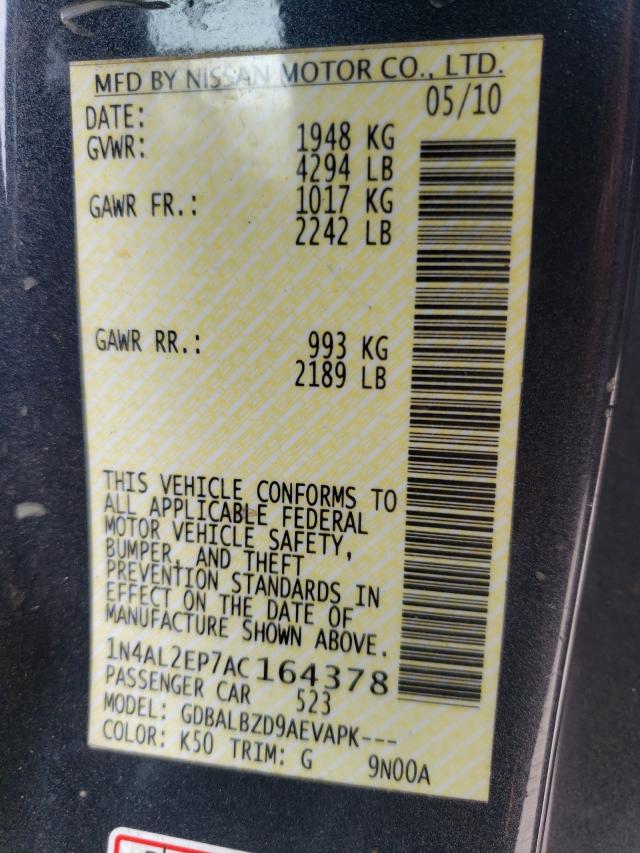 MFD BY NISSAN MOTOR CO., LTD.
DATE: 05/10
GVWR: 1948 KG
4294 LB
GAWR FR.: 1017 KG
2242 LB
GAWR RR.: 993 KG
2189 LB
THIS VEHICLE CONFORMS TO
ALL APPLICABLE FEDERAL
MOTOR VEHICLE SAFETY,
BUMPER, AND THEFT
PREVENTION STANDARDS IN
EFFECT ON THE DATE OF
MANUFACTURE SHOWN ABOVE.
1N4AL2EP7AC164378
PASSENGER CAR 523
MODEL: GDBALBZD9AEVAPK---
COLOR: K50 TRIM: G 9N00A